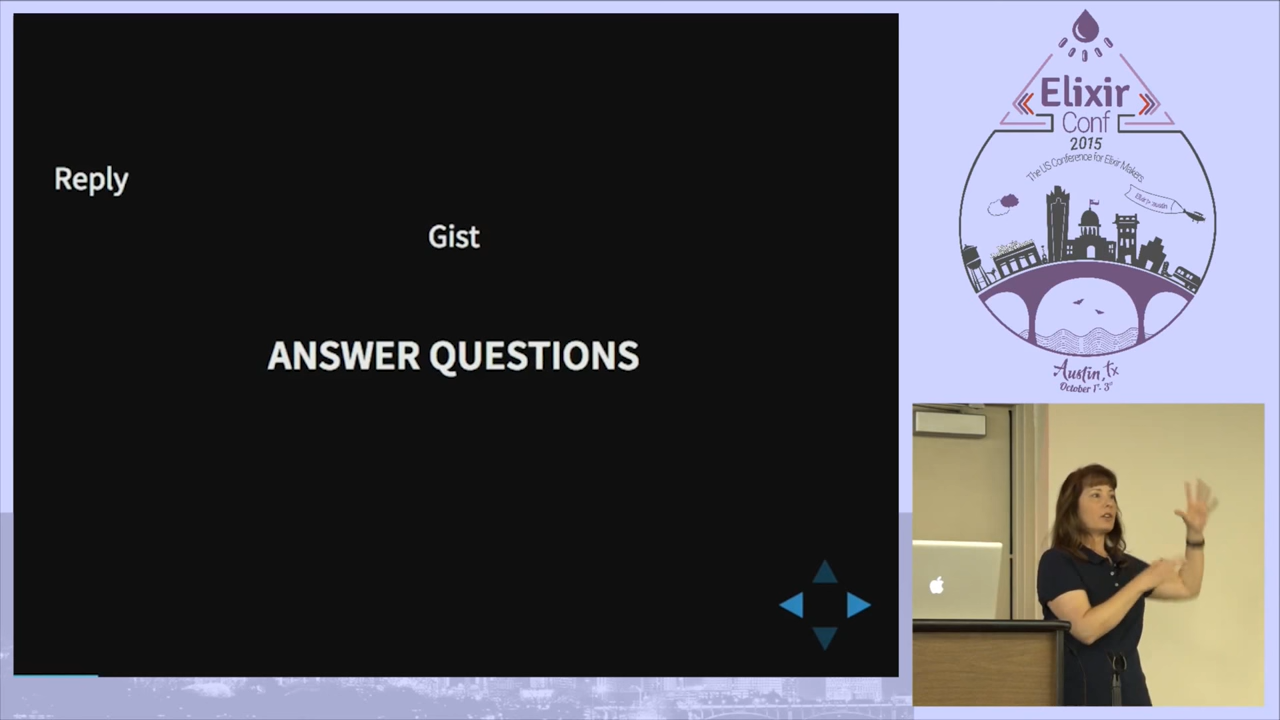 Reply
Gist
ANSWER QUESTIONS
Elixir
Conf
2015
The US Conference for Elixir Makers
Austin, Tx
October 1st - 3rd